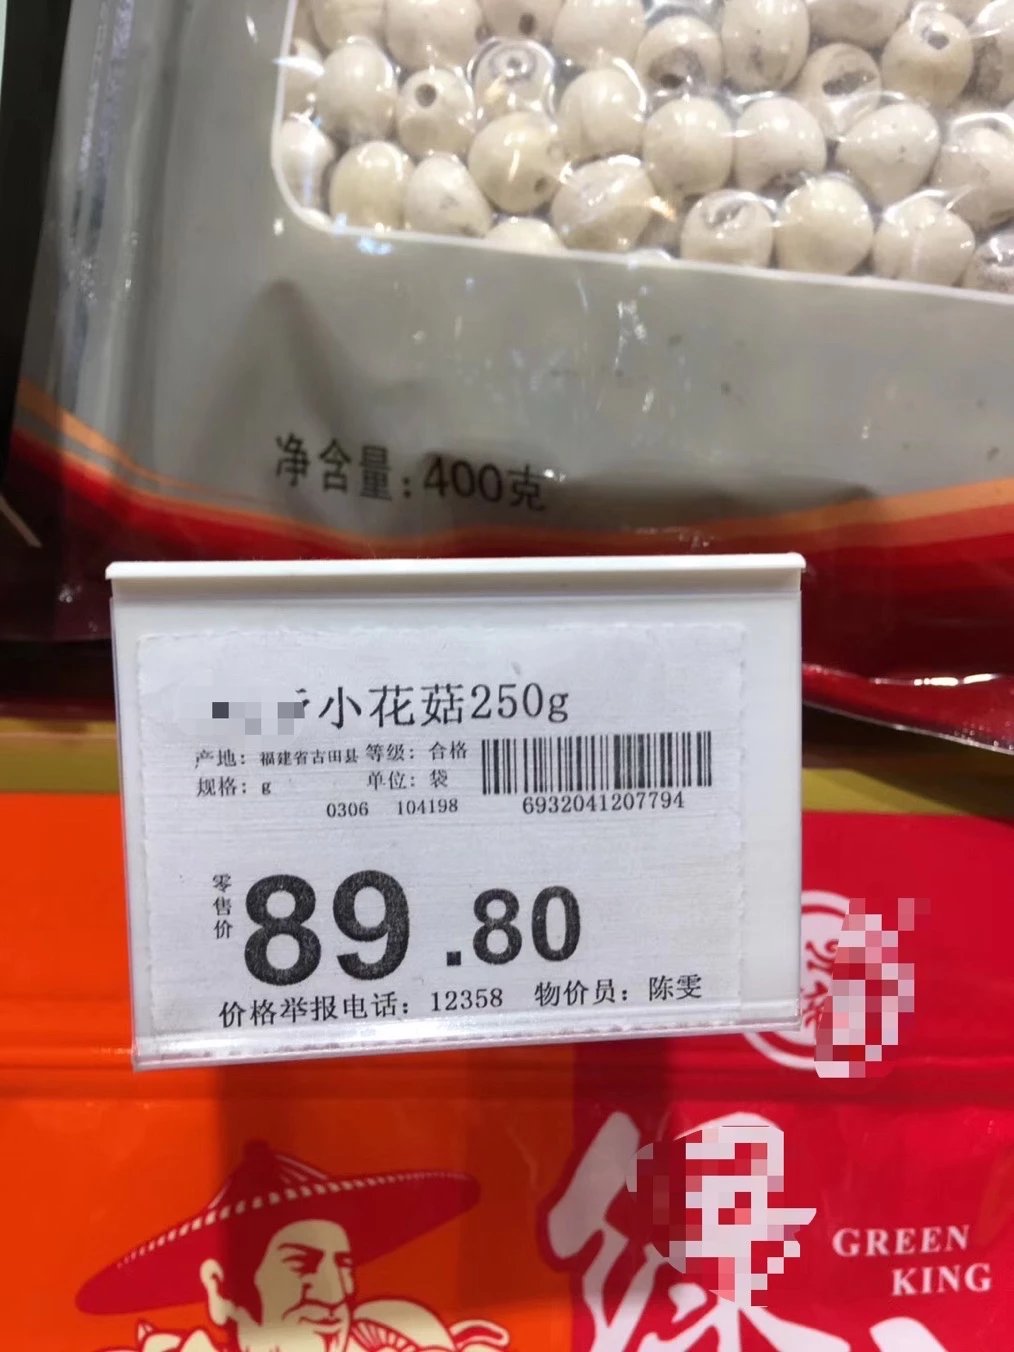 净含量:400克
小花菇250g
产地: 福建省古田县 等级: 合格
规格: g 单位: 袋
0306 104198
6932041207794
零售价
89.80
价格举报电话: 12358 物价员: 陈雯
GREEN
KING